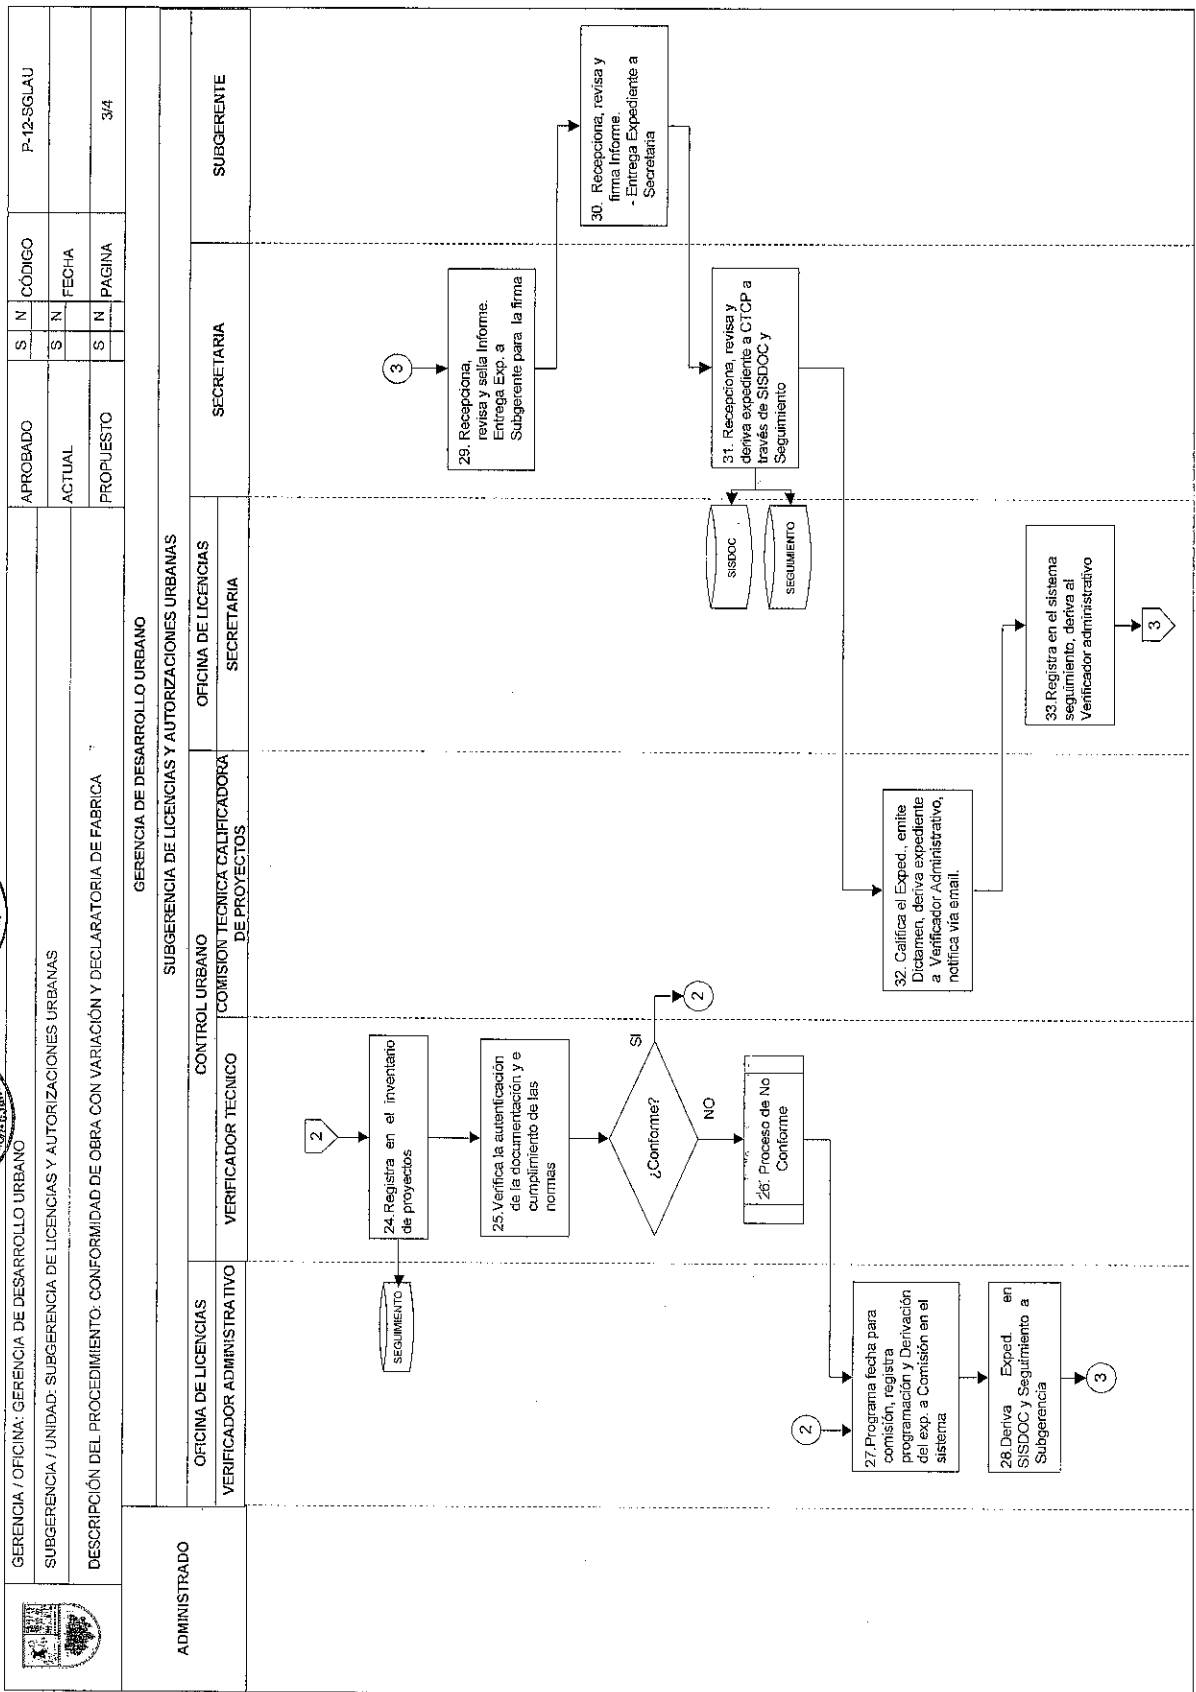 GERENCIA / OFICINA: GERENCIA DE DESARROLLO URBANO
APROBADO
S N
CÓDIGO
P-12-SGLAU
SUBGERENCIA / UNIDAD: SUBGERENCIA DE LICENCIAS Y AUTORIZACIONES URBANAS
ACTUAL
S N
FECHA
DESCRIPCIÓN DEL PROCEDIMIENTO: CONFORMIDAD DE OBRA CON VARIACIÓN Y DECLARATORIA DE FABRICA
PROPUESTO
S N
PAGINA
3/4
ADMINISTRADO
GERENCIA DE DESARROLLO URBANO
SUBGERENCIA DE LICENCIAS Y AUTORIZACIONES URBANAS
OFICINA DE LICENCIAS
VERIFICADOR ADMINISTRATIVO
CONTROL URBANO
VERIFICADOR TECNICO
COMISION TECNICA CALIFICADORA
DE PROYECTOS
OFICINA DE LICENCIAS
SECRETARIA
SECRETARIA
SUBGERENTE
2
24.Registra en el inventario
de proyectos
SEGUIMIENTO
25.Verifica la autenticación
de la documentación y e
cumplimiento de las
normas
¿Conforme?
SI
2
NO
26. Proceso de No
Conforme
2
27.Programa fecha para
comisión, registra
programación y Derivación
del exp. a Comisión en el
sistema
28.Deriva Exped. en
SISDOC y Seguimiento a
Subgerencia
3
3
29. Recepciona,
revisa y sella Informe.
Entrega Exp. a
Subgerente para la firma
30. Recepciona, revisa y
firma Informe.
- Entrega Expediente a
Secretaria
31. Recepciona, revisa y
deriva expediente a CTCP a
través de SISDOC y
Seguimiento
SISDOC
SEGUIMIENTO
32. Califica el Exped., emite
Dictamen, deriva expediente
a Verificador Administrativo,
notifica vía email.
33.Registra en el sistema
seguimiento, deriva al
Verificador administrativo
3